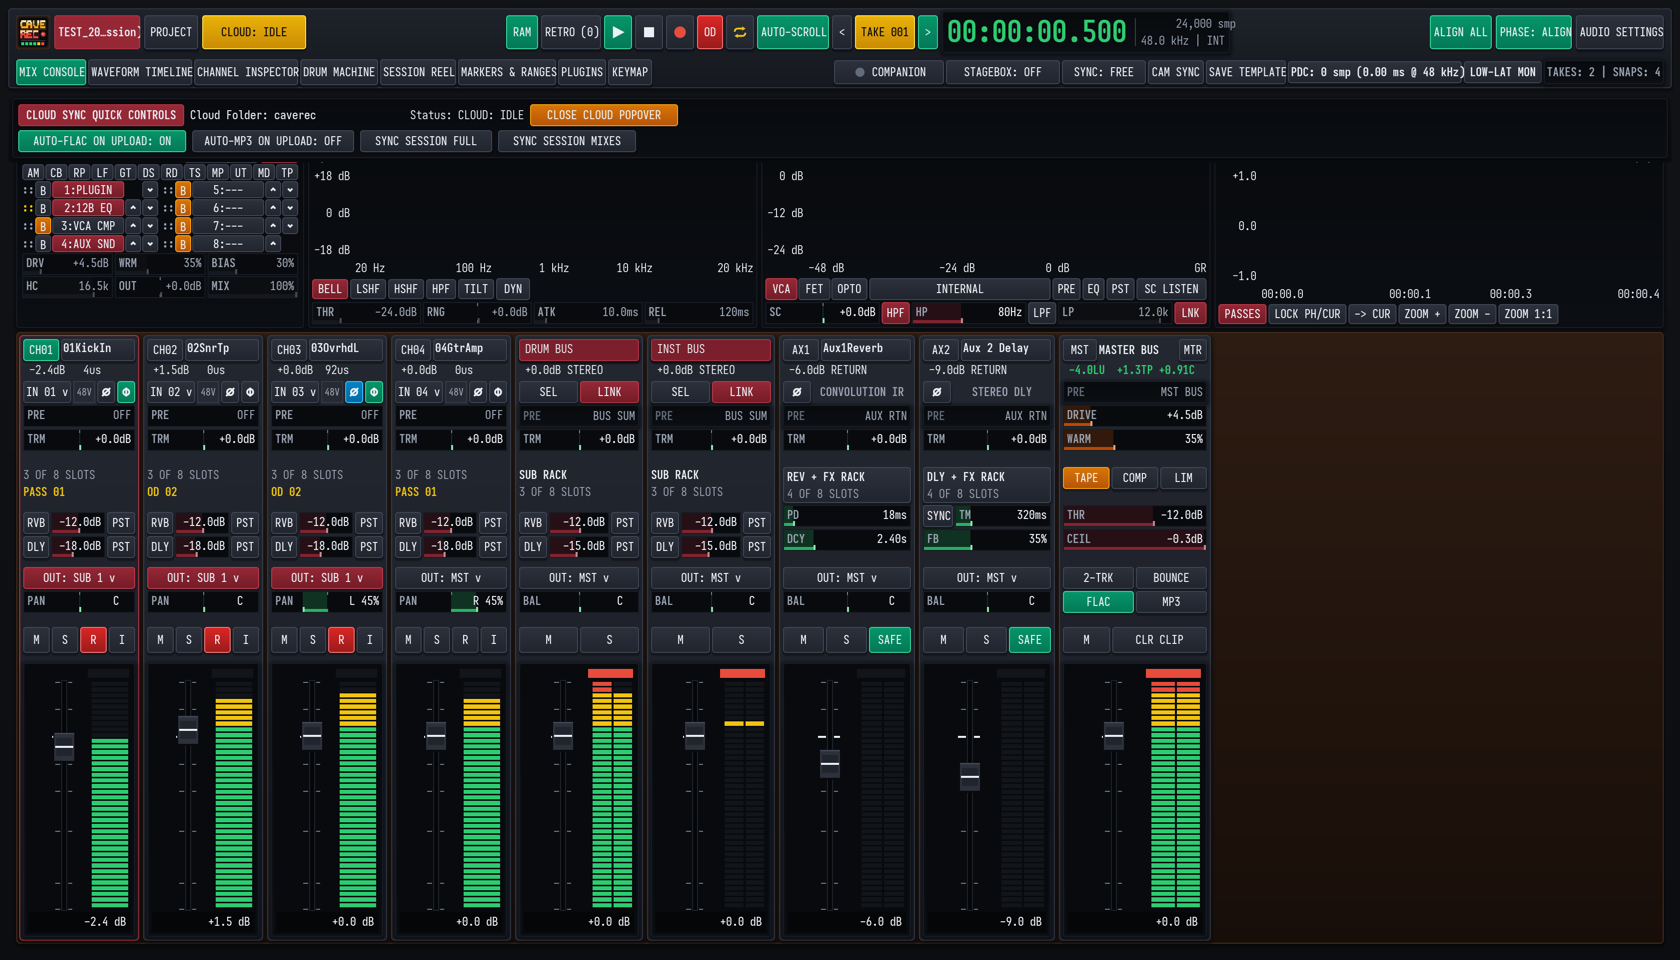 CAVE REC
TEST_20…ssion]
PROJECT
CLOUD: IDLE
RAM
RETRO (0)
OD
AUTO-SCROLL
<
TAKE 001
>
00:00:00.500
24,000 smp
48.0 kHz | INT
ALIGN ALL
PHASE: ALIGN
AUDIO SETTINGS
MIX CONSOLE
WAVEFORM TIMELINE
CHANNEL INSPECTOR
DRUM MACHINE
SESSION REEL
MARKERS & RANGES
PLUGINS
KEYMAP
COMPANION
STAGEBOX: OFF
SYNC: FREE
CAM SYNC
SAVE TEMPLATE
PDC: 0 smp (0.00 ms @ 48 kHz)
LOW-LAT MON
TAKES: 2 | SNAPS: 4
CLOUD SYNC QUICK CONTROLS
Cloud Folder: caverec
Status: CLOUD: IDLE
CLOSE CLOUD POPOVER
AUTO-FLAC ON UPLOAD: ON
AUTO-MP3 ON UPLOAD: OFF
SYNC SESSION FULL
SYNC SESSION MIXES
AM CB RP LF GT DS RD TS MP UT MD TP
B 1:PLUGIN B 5:---
B 2:12B EQ B 6:---
B 3:VCA CMP B 7:---
B 4:AUX SND B 8:---
DRV +4.5dB WRM 35% BIAS 30%
HC 16.5k OUT +0.0dB MIX 100%
+18 dB
0 dB
-18 dB
20 Hz 100 Hz 1 kHz 10 kHz 20 kHz
BELL LSHF HSHF HPF TILT DYN
THR -24.0dB RNG +0.0dB ATK 10.0ms REL 120ms
0 dB
-12 dB
-24 dB
-48 dB -24 dB 0 dB GR
VCA FET OPTO INTERNAL PRE EQ PST SC LISTEN
SC +0.0dB HPF HP 80Hz LPF LP 12.0k LNK
+1.0
0.0
-1.0
00:00.0 00:00.1 00:00.3 00:00.4
PASSES LOCK PH/CUR -> CUR ZOOM + ZOOM - ZOOM 1:1
CH01 01KickIn
-2.4dB 4us
IN 01 v 48V Ø Φ
PRE OFF
TRM +0.0dB
3 OF 8 SLOTS
PASS 01
RVB -12.0dB PST
DLY -18.0dB PST
OUT: SUB 1 v
PAN C
M S R I
-2.4 dB
CH02 02SnrTp
+1.5dB 0us
IN 02 v 48V Ø Φ
PRE OFF
TRM +0.0dB
3 OF 8 SLOTS
OD 02
RVB -12.0dB PST
DLY -18.0dB PST
OUT: SUB 1 v
PAN C
M S R I
+1.5 dB
CH03 03OvrhdL
+0.0dB 92us
IN 03 v 48V Ø Φ
PRE OFF
TRM +0.0dB
3 OF 8 SLOTS
OD 02
RVB -12.0dB PST
DLY -18.0dB PST
OUT: SUB 1 v
PAN L 45%
M S R I
+0.0 dB
CH04 04GtrAmp
+0.0dB 0us
IN 04 v 48V Ø Φ
PRE OFF
TRM +0.0dB
3 OF 8 SLOTS
PASS 01
RVB -12.0dB PST
DLY -18.0dB PST
OUT: MST v
PAN R 45%
M S R I
+0.0 dB
DRUM BUS
+0.0dB STEREO
SEL LINK
PRE BUS SUM
TRM +0.0dB
SUB RACK
3 OF 8 SLOTS
RVB -12.0dB PST
DLY -15.0dB PST
OUT: MST v
BAL C
M S
+0.0 dB
INST BUS
+0.0dB STEREO
SEL LINK
PRE BUS SUM
TRM +0.0dB
SUB RACK
3 OF 8 SLOTS
RVB -12.0dB PST
DLY -15.0dB PST
OUT: MST v
BAL C
M S
+0.0 dB
AX1 Aux1Reverb
-6.0dB RETURN
Ø CONVOLUTION IR
PRE AUX RTN
TRM +0.0dB
REV + FX RACK
4 OF 8 SLOTS
PD 18ms
DCY 2.40s
OUT: MST v
BAL C
M S SAFE
-6.0 dB
AX2 Aux 2 Delay
-9.0dB RETURN
Ø STEREO DLY
PRE AUX RTN
TRM +0.0dB
DLY + FX RACK
4 OF 8 SLOTS
SYNC TM 320ms
FB 35%
OUT: MST v
BAL C
M S SAFE
-9.0 dB
MST MASTER BUS MTR
-4.0LU +1.3TP +0.91C
PRE MST BUS
DRIVE +4.5dB
WARM 35%
TAPE COMP LIM
THR -12.0dB
CEIL -0.3dB
2-TRK BOUNCE
FLAC MP3
M CLR CLIP
+0.0 dB